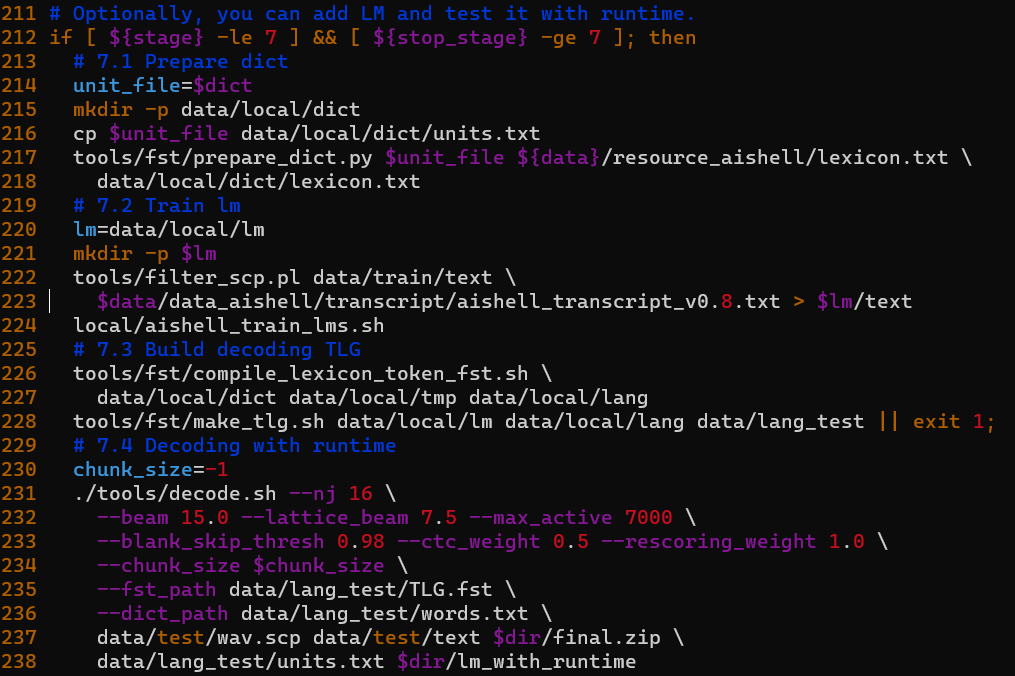 211 # Optionally, you can add LM and test it with runtime.
212 if [ ${stage} -le 7 ] && [ ${stop_stage} -ge 7 ]; then
213   # 7.1 Prepare dict
214   unit_file=$dict
215   mkdir -p data/local/dict
216   cp $unit_file data/local/dict/units.txt
217   tools/fst/prepare_dict.py $unit_file ${data}/resource_aishell/lexicon.txt \
218     data/local/dict/lexicon.txt
219   # 7.2 Train lm
220   lm=data/local/lm
221   mkdir -p $lm
222   tools/filter_scp.pl data/train/text \
223     $data/data_aishell/transcript/aishell_transcript_v0.8.txt > $lm/text
224   local/aishell_train_lms.sh
225   # 7.3 Build decoding TLG
226   tools/fst/compile_lexicon_token_fst.sh \
227     data/local/dict data/local/tmp data/local/lang
228   tools/fst/make_tlg.sh data/local/lm data/local/lang data/lang_test || exit 1;
229   # 7.4 Decoding with runtime
230   chunk_size=-1
231   ./tools/decode.sh --nj 16 \
232     --beam 15.0 --lattice_beam 7.5 --max_active 7000 \
233     --blank_skip_thresh 0.98 --ctc_weight 0.5 --rescoring_weight 1.0 \
234     --chunk_size $chunk_size \
235     --fst_path data/lang_test/TLG.fst \
236     --dict_path data/lang_test/words.txt \
237     data/test/wav.scp data/test/text $dir/final.zip \
238     data/lang_test/units.txt $dir/lm_with_runtime